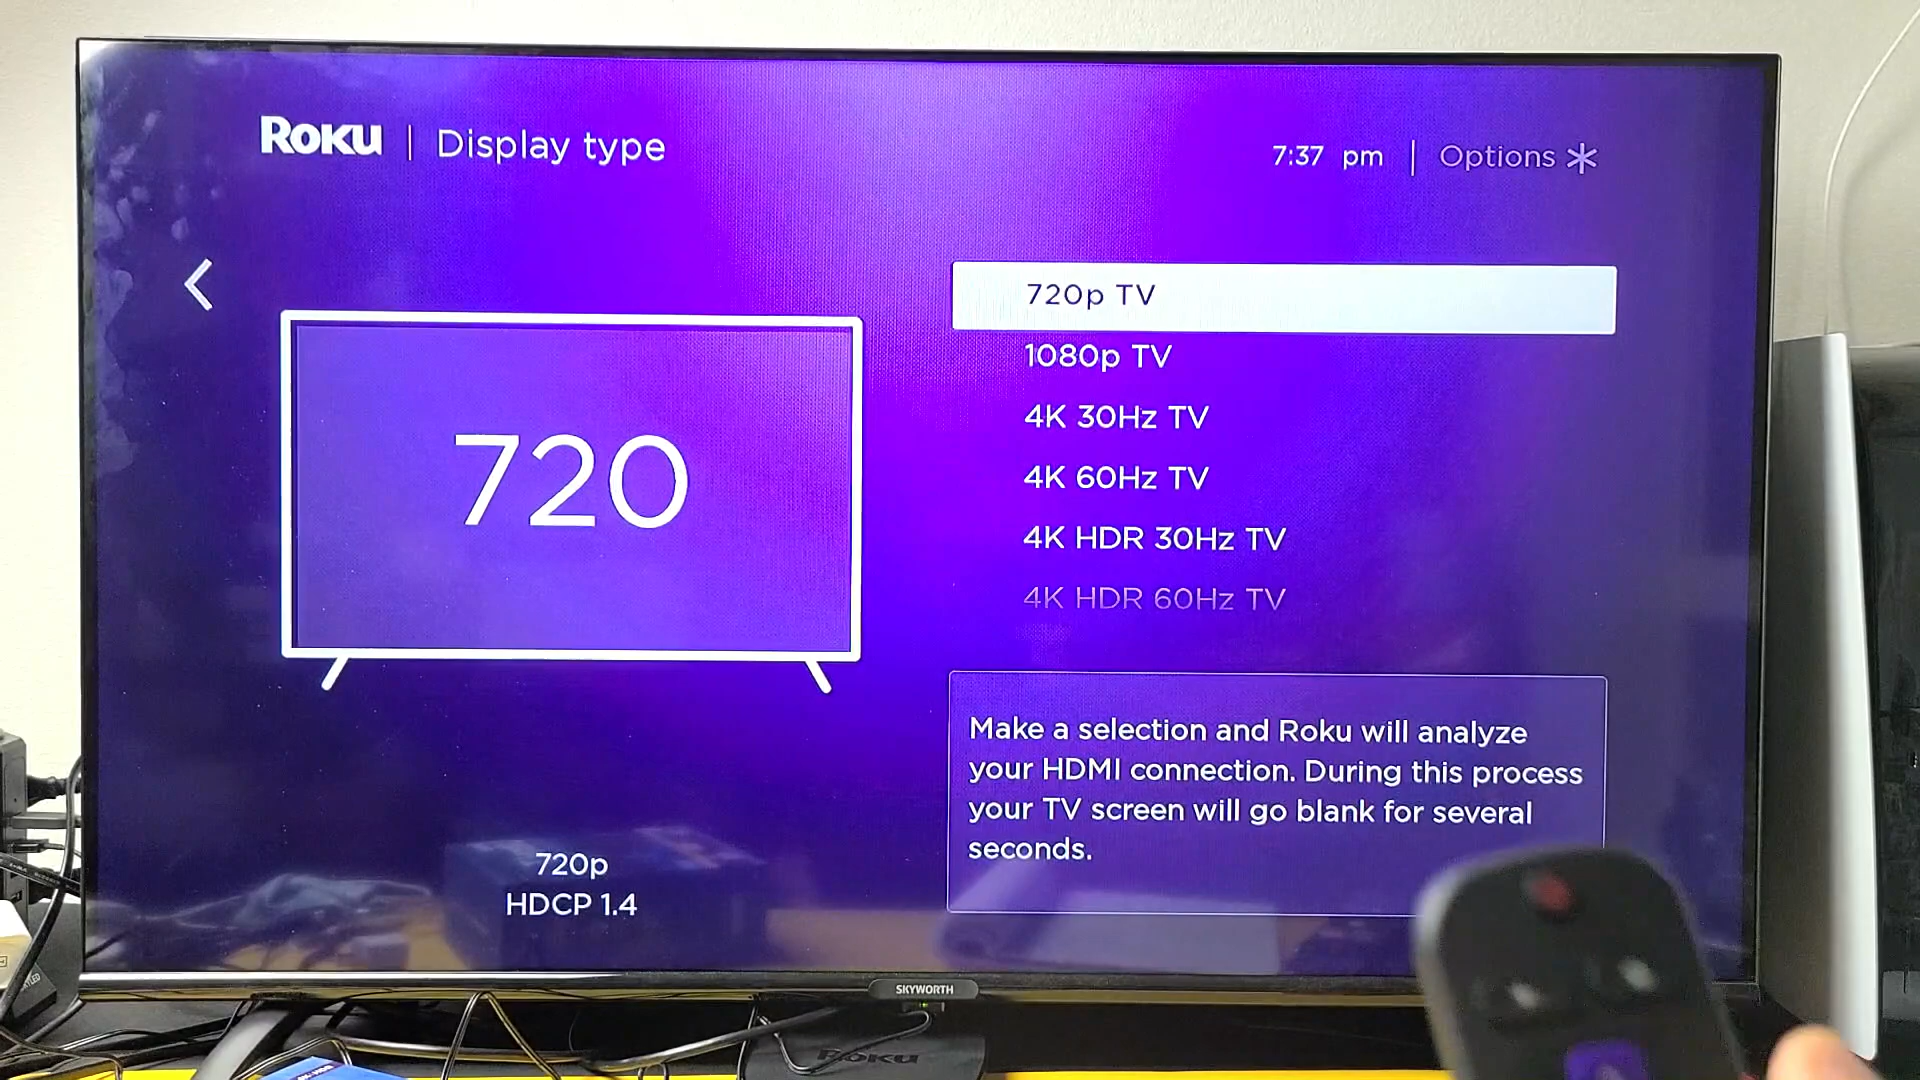 Roku | Display type
7:37 pm | Options
720p TV
1080p TV
4K 30Hz TV
4K 60Hz TV
4K HDR 30Hz TV
4K HDR 60Hz TV
720
Make a selection and Roku will analyze
your HDMI connection. During this process
your TV screen will go blank for several
seconds.
720p
HDCP 1.4
SKYWORTH
Roku